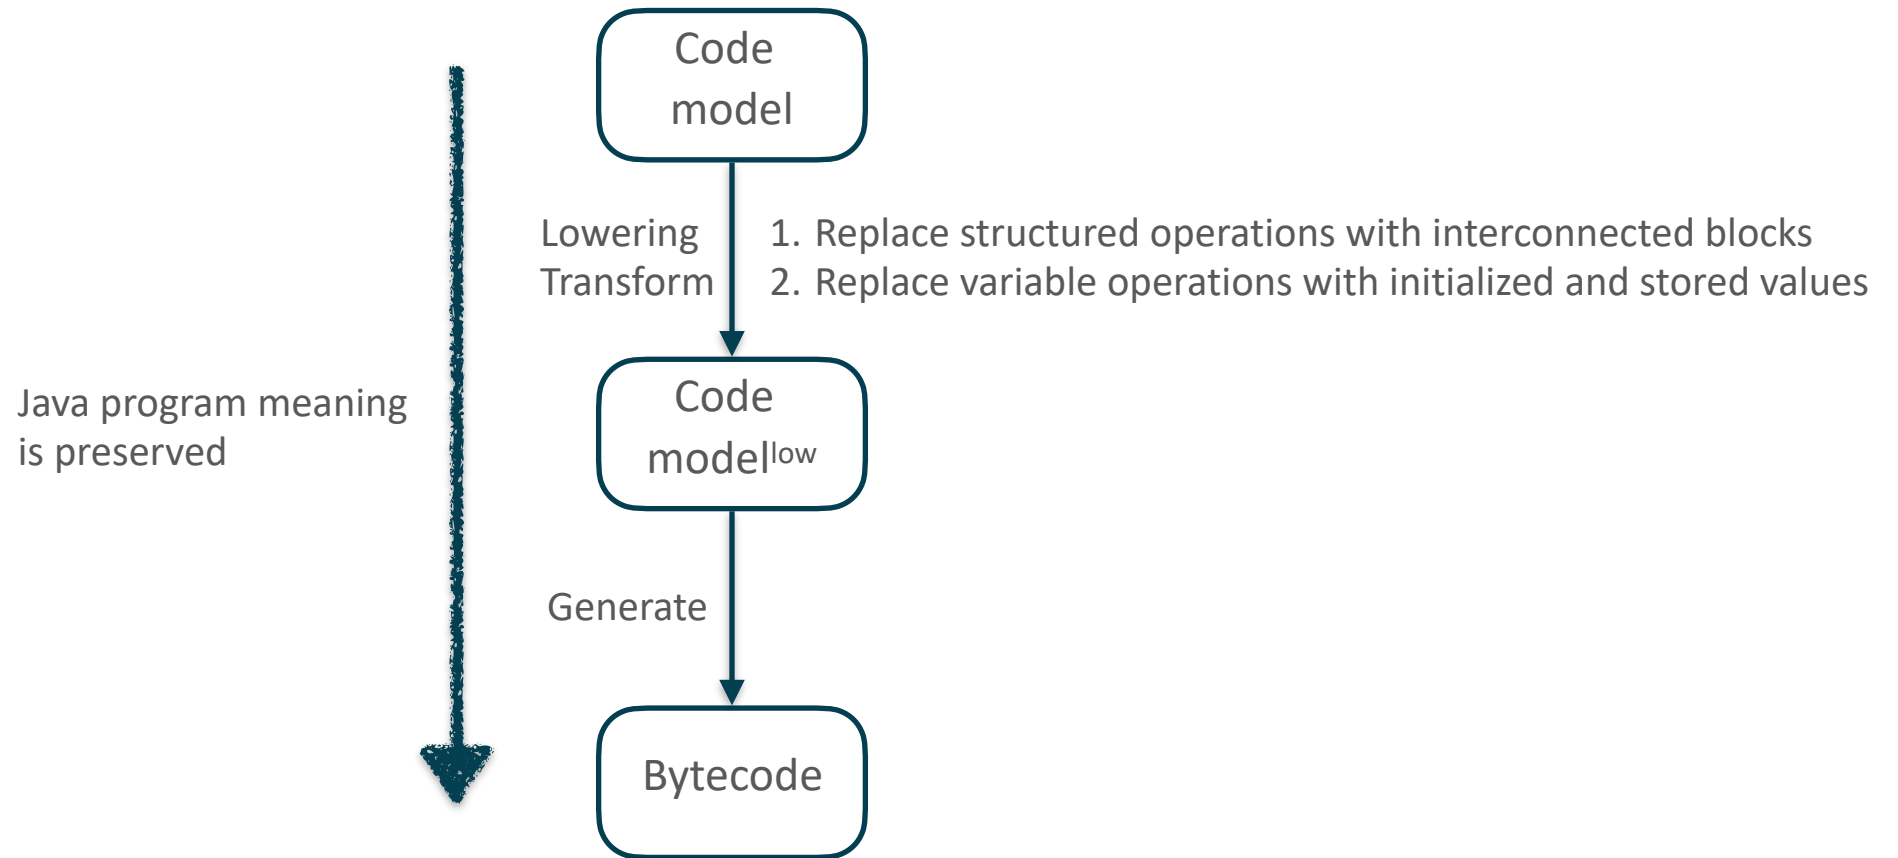 Code
model
Lowering
Transform
1. Replace structured operations with interconnected blocks
2. Replace variable operations with initialized and stored values
Java program meaning
is preserved
Code
modellow
Generate
Bytecode